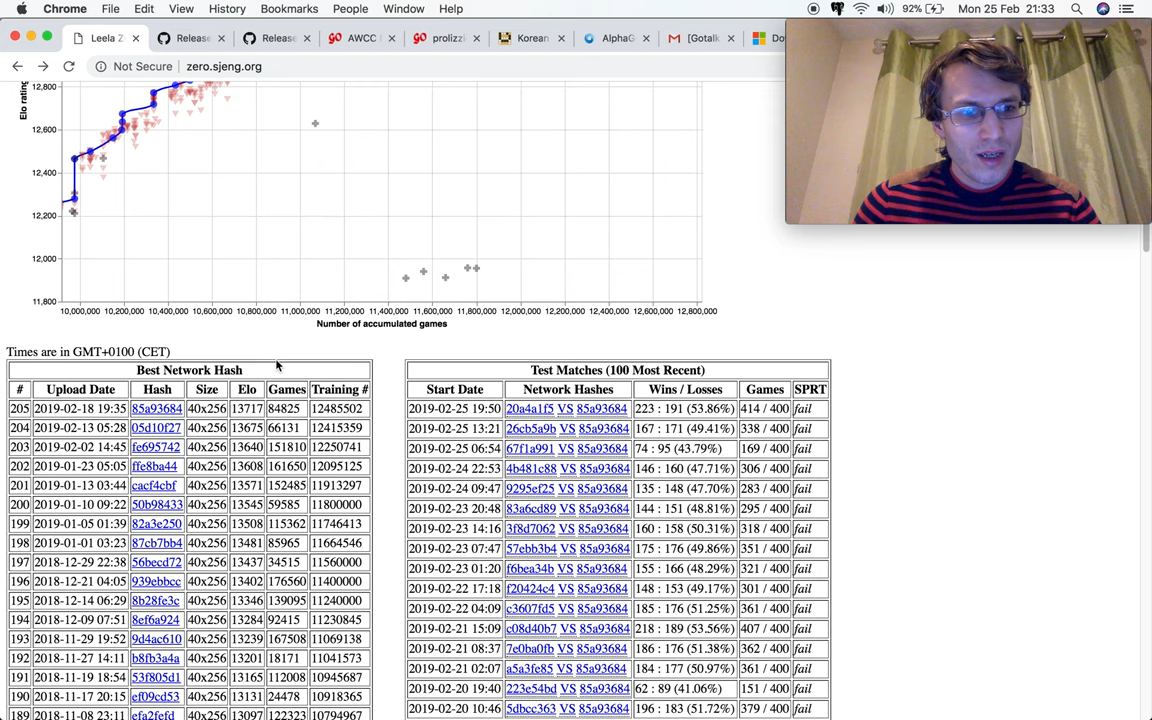 Chrome File Edit View History Bookmarks People Window Help 92% Mon 25 Feb 21:33
Leela Z Release Release AWCC prolizzi Korean AlphaG [Gotalk Do
Not Secure zero.sjeng.org
Elo rating
12,800
12,600
12,400
12,200
12,000
11,800
10,000,000 10,200,000 10,400,000 10,600,000 10,800,000 11,000,000 11,200,000 11,400,000 11,600,000 11,800,000 12,000,000 12,200,000 12,400,000 12,600,000 12,800,000
Number of accumulated games
Times are in GMT+0100 (CET)
Best Network Hash
# Upload Date Hash Size Elo Games Training #
205 2019-02-18 19:35 85a93684 40x256 13717 84825 12485502
204 2019-02-13 05:28 05d10f27 40x256 13675 66131 12415359
203 2019-02-02 14:45 fe695742 40x256 13640 151810 12250741
202 2019-01-23 05:05 ffe8ba44 40x256 13608 161650 12095125
201 2019-01-13 03:44 cacf4cbf 40x256 13571 152485 11913297
200 2019-01-10 09:22 50b98433 40x256 13545 59585 11800000
199 2019-01-05 01:39 82a3e250 40x256 13508 115362 11746413
198 2019-01-01 03:23 87cb7bb4 40x256 13481 85965 11664546
197 2018-12-29 22:38 56becd72 40x256 13437 34515 11560000
196 2018-12-21 04:05 939ebbcc 40x256 13402 176560 11400000
195 2018-12-14 06:29 8b28fe3c 40x256 13346 139095 11240000
194 2018-12-09 07:51 8ef6a924 40x256 13284 92415 11230845
193 2018-11-29 19:52 9d4ac610 40x256 13239 167508 11069138
192 2018-11-27 14:11 b8fb3a4a 40x256 13201 18171 11041573
191 2018-11-19 18:54 53f805d1 40x256 13165 112008 10945687
190 2018-11-17 20:15 ef09cd53 40x256 13131 24478 10918365
189 2018-11-08 23:11 efa2fefd 40x256 13097 122323 10794967
Test Matches (100 Most Recent)
Start Date Network Hashes Wins / Losses Games SPRT
2019-02-25 19:50 20a4a1f5 VS 85a93684 223 : 191 (53.86%) 414 / 400 fail
2019-02-25 13:21 26cb5a9b VS 85a93684 167 : 171 (49.41%) 338 / 400 fail
2019-02-25 06:54 67f1a991 VS 85a93684 74 : 95 (43.79%) 169 / 400 fail
2019-02-24 22:53 4b481c88 VS 85a93684 146 : 160 (47.71%) 306 / 400 fail
2019-02-24 09:47 9295ef25 VS 85a93684 135 : 148 (47.70%) 283 / 400 fail
2019-02-23 20:48 83a6cd89 VS 85a93684 144 : 151 (48.81%) 295 / 400 fail
2019-02-23 14:16 3f8d7062 VS 85a93684 160 : 158 (50.31%) 318 / 400 fail
2019-02-23 07:47 57ebb3b4 VS 85a93684 175 : 176 (49.86%) 351 / 400 fail
2019-02-23 01:20 f6bea34b VS 85a93684 155 : 166 (48.29%) 321 / 400 fail
2019-02-22 17:18 f20424c4 VS 85a93684 148 : 153 (49.17%) 301 / 400 fail
2019-02-22 04:09 c3607fd5 VS 85a93684 185 : 176 (51.25%) 361 / 400 fail
2019-02-21 15:09 c08d40b7 VS 85a93684 218 : 189 (53.56%) 407 / 400 fail
2019-02-21 08:37 7e0ba0fb VS 85a93684 186 : 176 (51.38%) 362 / 400 fail
2019-02-21 02:07 a5a3fe85 VS 85a93684 184 : 177 (50.97%) 361 / 400 fail
2019-02-20 19:40 223e54bd VS 85a93684 62 : 89 (41.06%) 151 / 400 fail
2019-02-20 10:46 5dbcc363 VS 85a93684 196 : 183 (51.72%) 379 / 400 fail